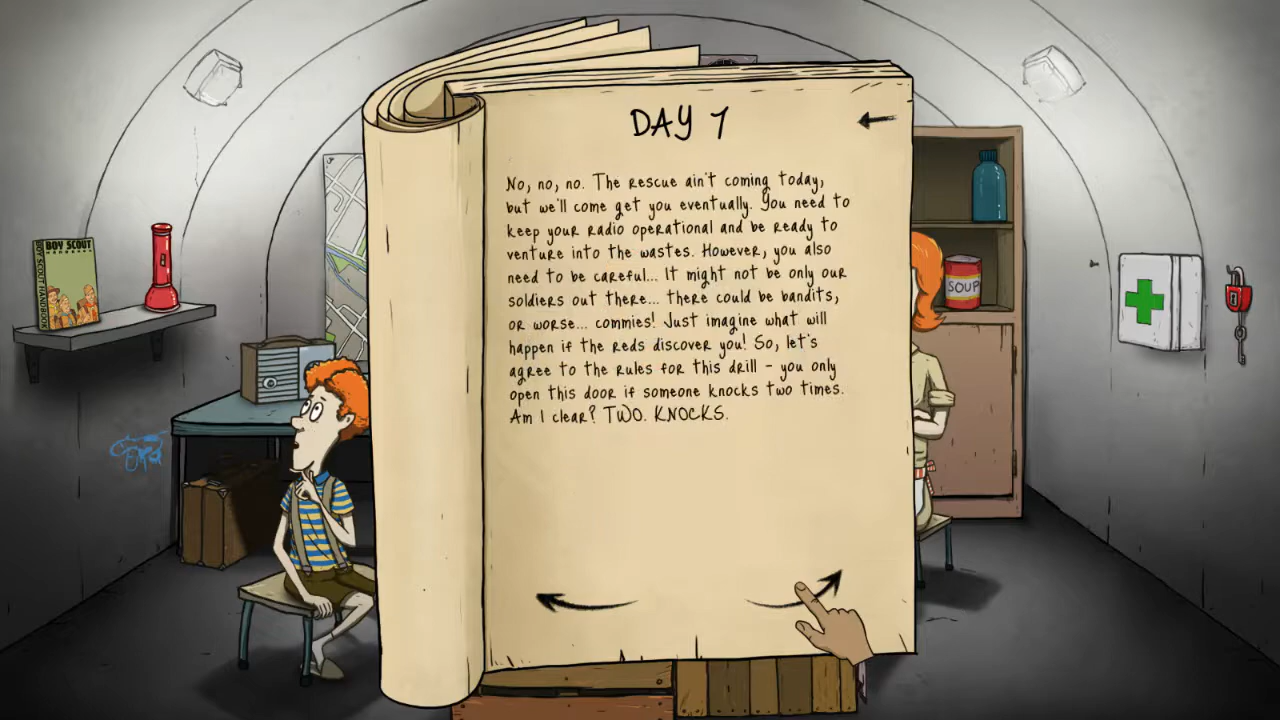 DAY 7
No, no, no. The rescue ain't coming today,
but we'll come get you eventually. You need to
keep your radio operational and be ready to
venture into the wastes. However, you also
need to be careful... It might not be only our
soldiers out there... there could be bandits,
or worse... commies! Just imagine what will
happen if the reds discover you! So, let's
agree to the rules for this drill - you only
open this door if someone knocks two times.
Am I clear? TWO. KNOCKS.
BOY SCOUT
BOY SCOUT HANDBOOK
SOUP